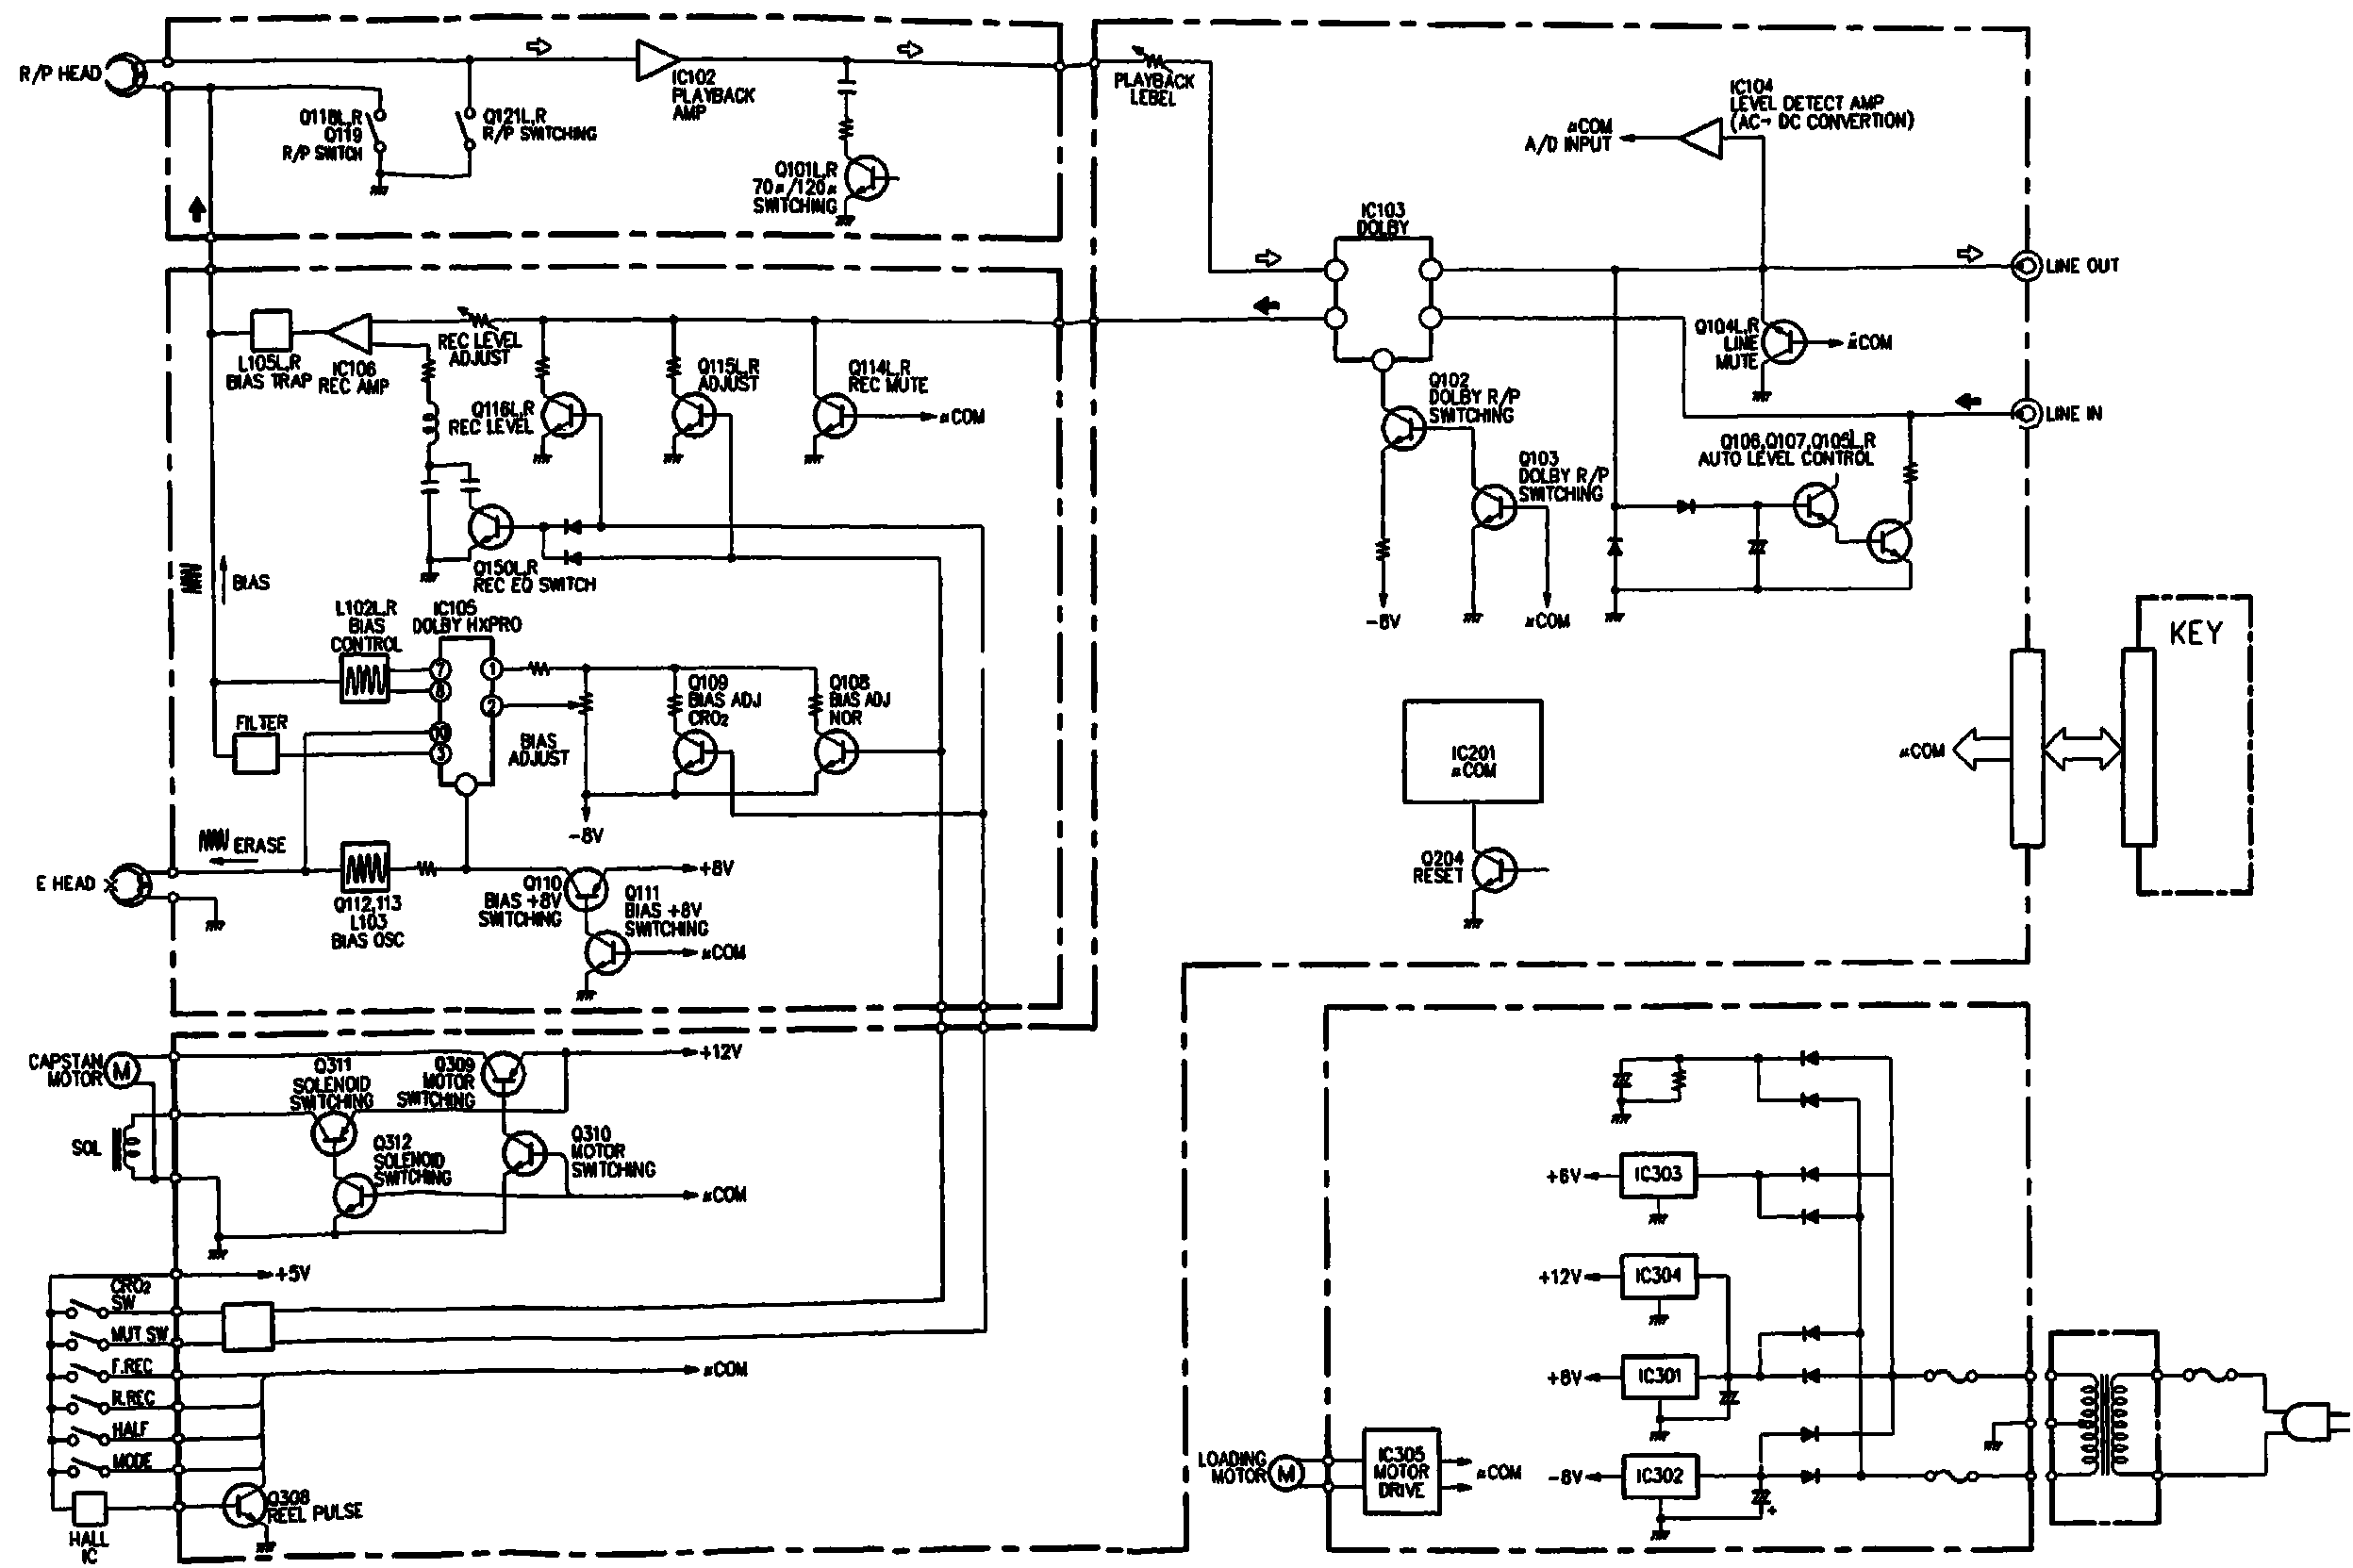 R/P HEAD
Q118L,R
Q119
R/P SWITCH
Q121L,R
R/P SWITCHING
IC102
PLAYBACK
AMP
Q101L,R
70µ/120µ
SWITCHING
PLAYBACK
LEBEL
IC104
LEVEL DETECT AMP
(AC→ DC CONVERTION)
µCOM
A/D INPUT
IC103
DOLBY
LINE OUT
Q104L,R
LINE
MUTE
µCOM
LINE IN
Q102
DOLBY R/P
SWITCHING
Q103
DOLBY R/P
SWITCHING
Q106,Q107,Q105L,R
AUTO LEVEL CONTROL
-8V
µCOM
L105L,R
BIAS TRAP
IC106
REC AMP
REC LEVEL
ADJUST
Q116L,R
REC LEVEL
Q115L,R
ADJUST
Q114L,R
REC MUTE
µCOM
Q150L,R
REC EQ SWITCH
BIAS
L102L,R
BIAS
CONTROL
IC105
DOLBY HXPRO
7
8
10
3
1
2
FILTER
BIAS
ADJUST
Q109
BIAS ADJ
CRO2
Q108
BIAS ADJ
NOR
-8V
ERASE
E HEAD
Q112,113
L103
BIAS OSC
Q110
BIAS +8V
SWITCHING
+8V
Q111
BIAS +8V
SWITCHING
µCOM
KEY
µCOM
IC201
µCOM
Q204
RESET
CAPSTAN
MOTOR
M
Q311
SOLENOID
SWITCHING
Q309
MOTOR
SWITCHING
+12V
SOL
Q312
SOLENOID
SWITCHING
Q310
MOTOR
SWITCHING
µCOM
+5V
CRO2
SW
MUT SW
F.REC
R.REC
HALF
MODE
µCOM
Q308
REEL PULSE
HALL
IC
+6V
IC303
+12V
IC304
+8V
IC301
-8V
IC302
+
LOADING
MOTOR
M
IC305
MOTOR
DRIVE
µCOM